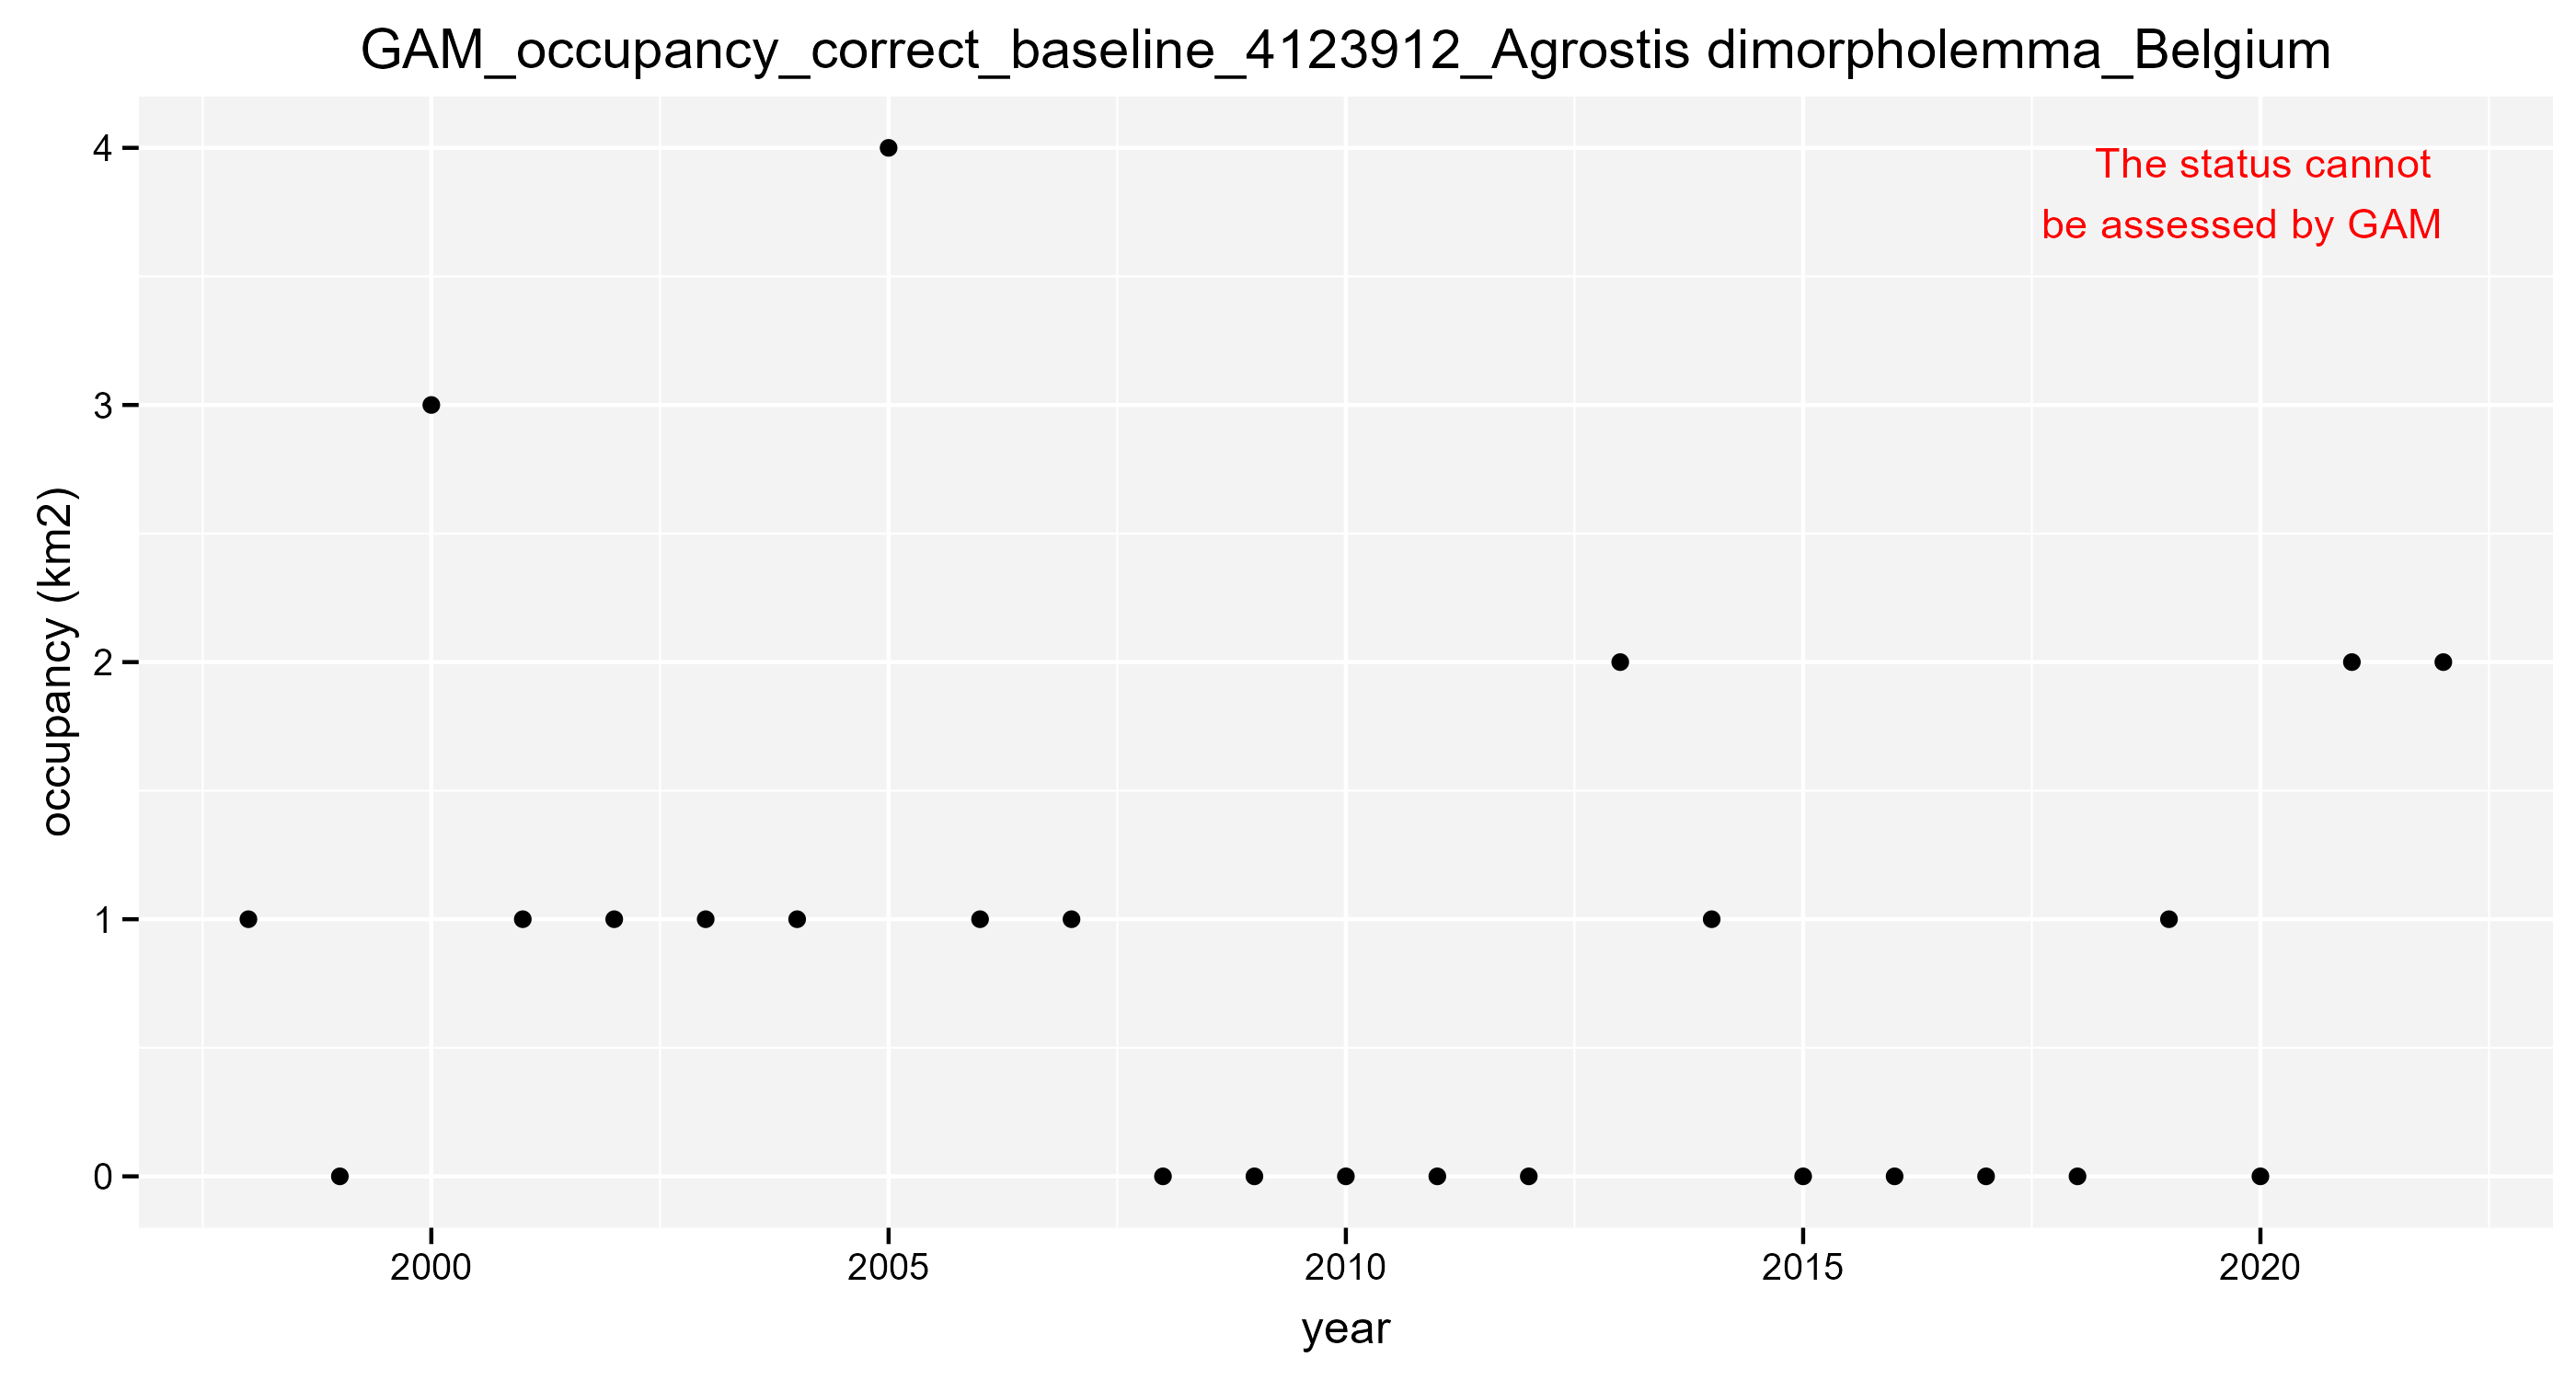 GAM_occupancy_correct_baseline_4123912_Agrostis dimorpholemma_Belgium
The status cannot
be assessed by GAM
occupancy (km2)
4
3
2
1
0
2000 2005 2010 2015 2020
year